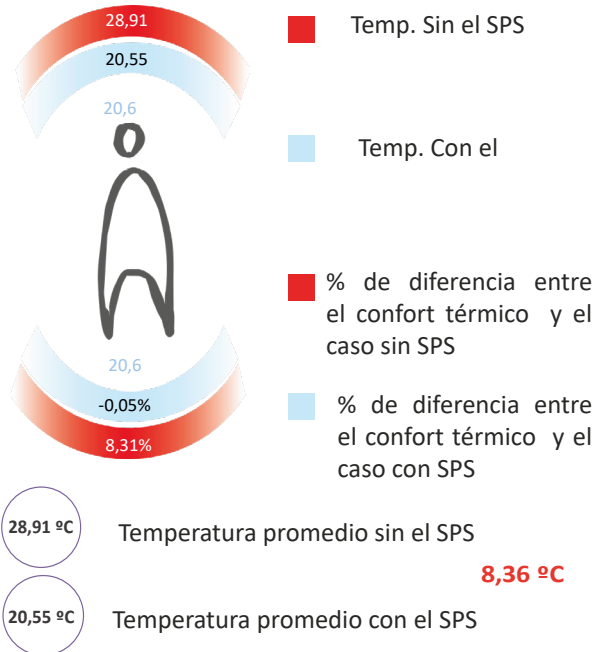 28,91
20,55
20,6
Temp. Sin el SPS
Temp. Con el
% de diferencia entre
el confort térmico y el
caso sin SPS
20,6
-0,05%
8,31%
% de diferencia entre
el confort térmico y el
caso con SPS
28,91 ºC
Temperatura promedio sin el SPS
8,36 ºC
20,55 ºC
Temperatura promedio con el SPS